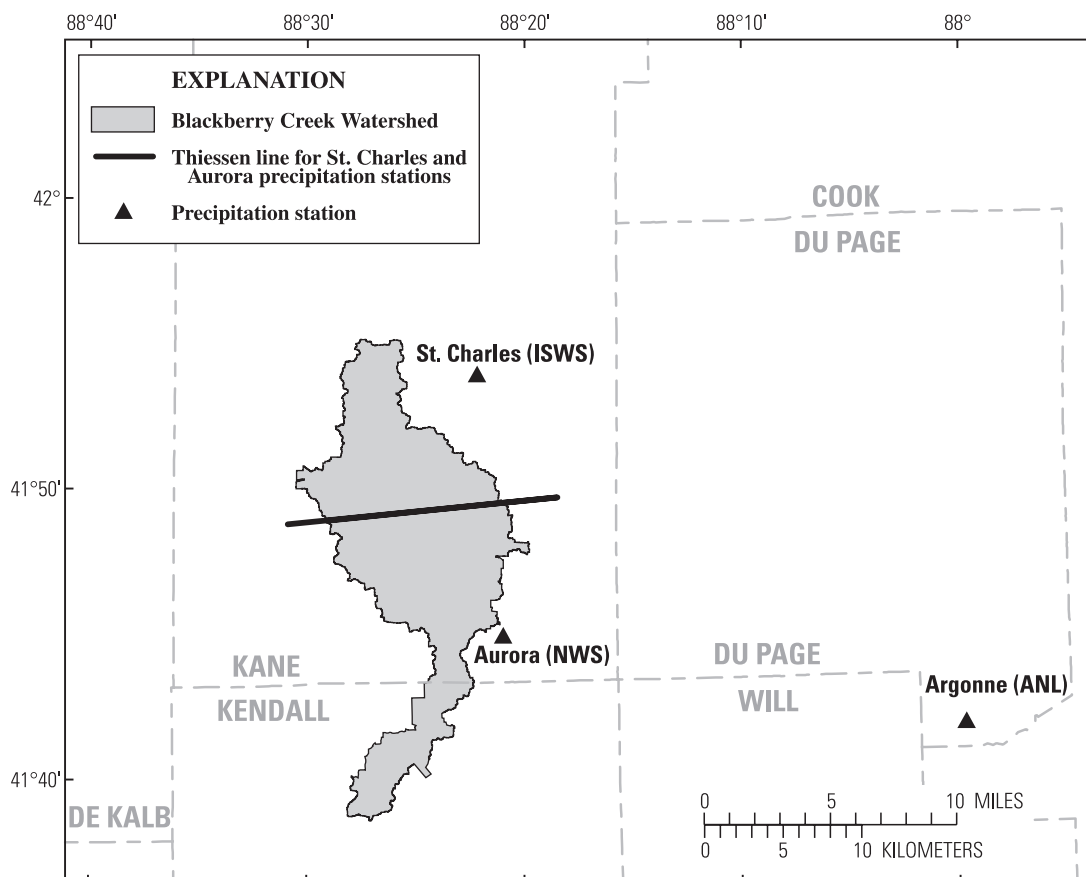 88°40' 88°30' 88°20' 88°10' 88°
EXPLANATION
Blackberry Creek Watershed
Thiessen line for St. Charles and
Aurora precipitation stations
Precipitation station
42°
COOK
DU PAGE
St. Charles (ISWS)
41°50'
Aurora (NWS)
KANE
DU PAGE
KENDALL
WILL
Argonne (ANL)
41°40'
DE KALB
0 5 10 MILES
0 5 10 KILOMETERS